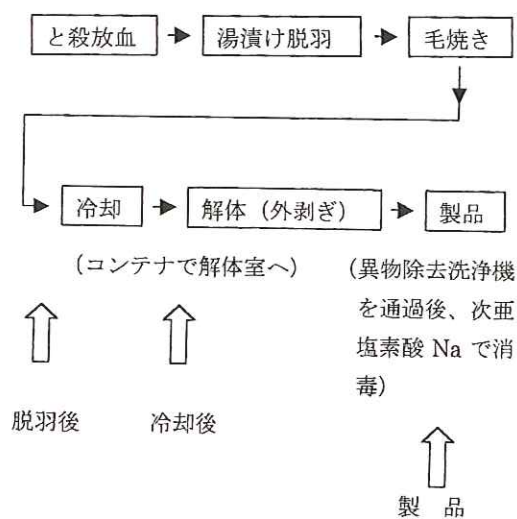 と殺放血
湯漬け脱羽
毛焼き
冷却
解体（外剥ぎ）
製品
（コンテナで解体室へ）
（異物除去洗浄機
を通過後、次亜
塩素酸 Na で消
毒）
脱羽後
冷却後
製　品